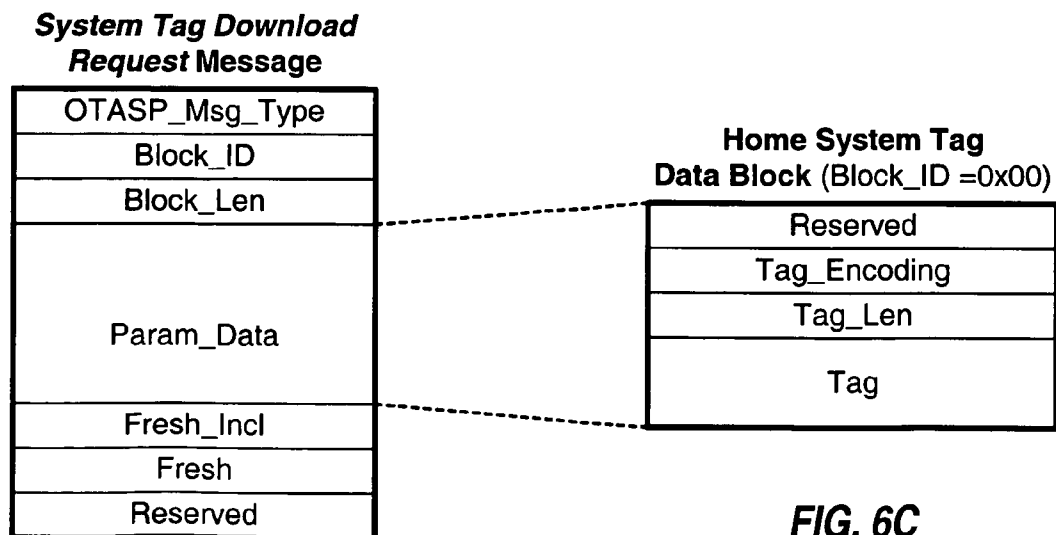 System Tag Download
Request Message
OTASP_Msg_Type
Block_ID
Block_Len
Param_Data
Fresh_Incl
Fresh
Reserved
Home System Tag
Data Block (Block_ID =0x00)
Reserved
Tag_Encoding
Tag_Len
Tag
FIG. 6C